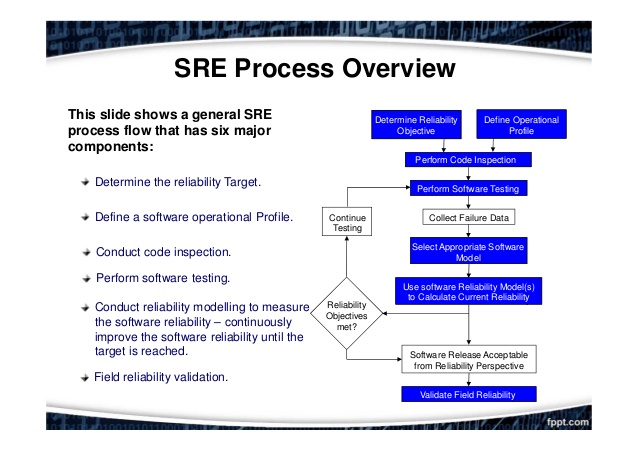 SRE Process Overview
This slide shows a general SRE
process flow that has six major
components:
Determine the reliability Target.
Define a software operational Profile.
Conduct code inspection.
Perform software testing.
Conduct reliability modelling to measure
the software reliability – continuously
improve the software reliability until the
target is reached.
Field reliability validation.
Determine Reliability
Objective
Define Operational
Profile
Perform Code Inspection
Perform Software Testing
Continue
Testing
Collect Failure Data
Select Appropriate Software
Model
Use software Reliability Model(s)
to Calculate Current Reliability
Reliability
Objectives
met?
Software Release Acceptable
from Reliability Perspective
Validate Field Reliability
fppt.com